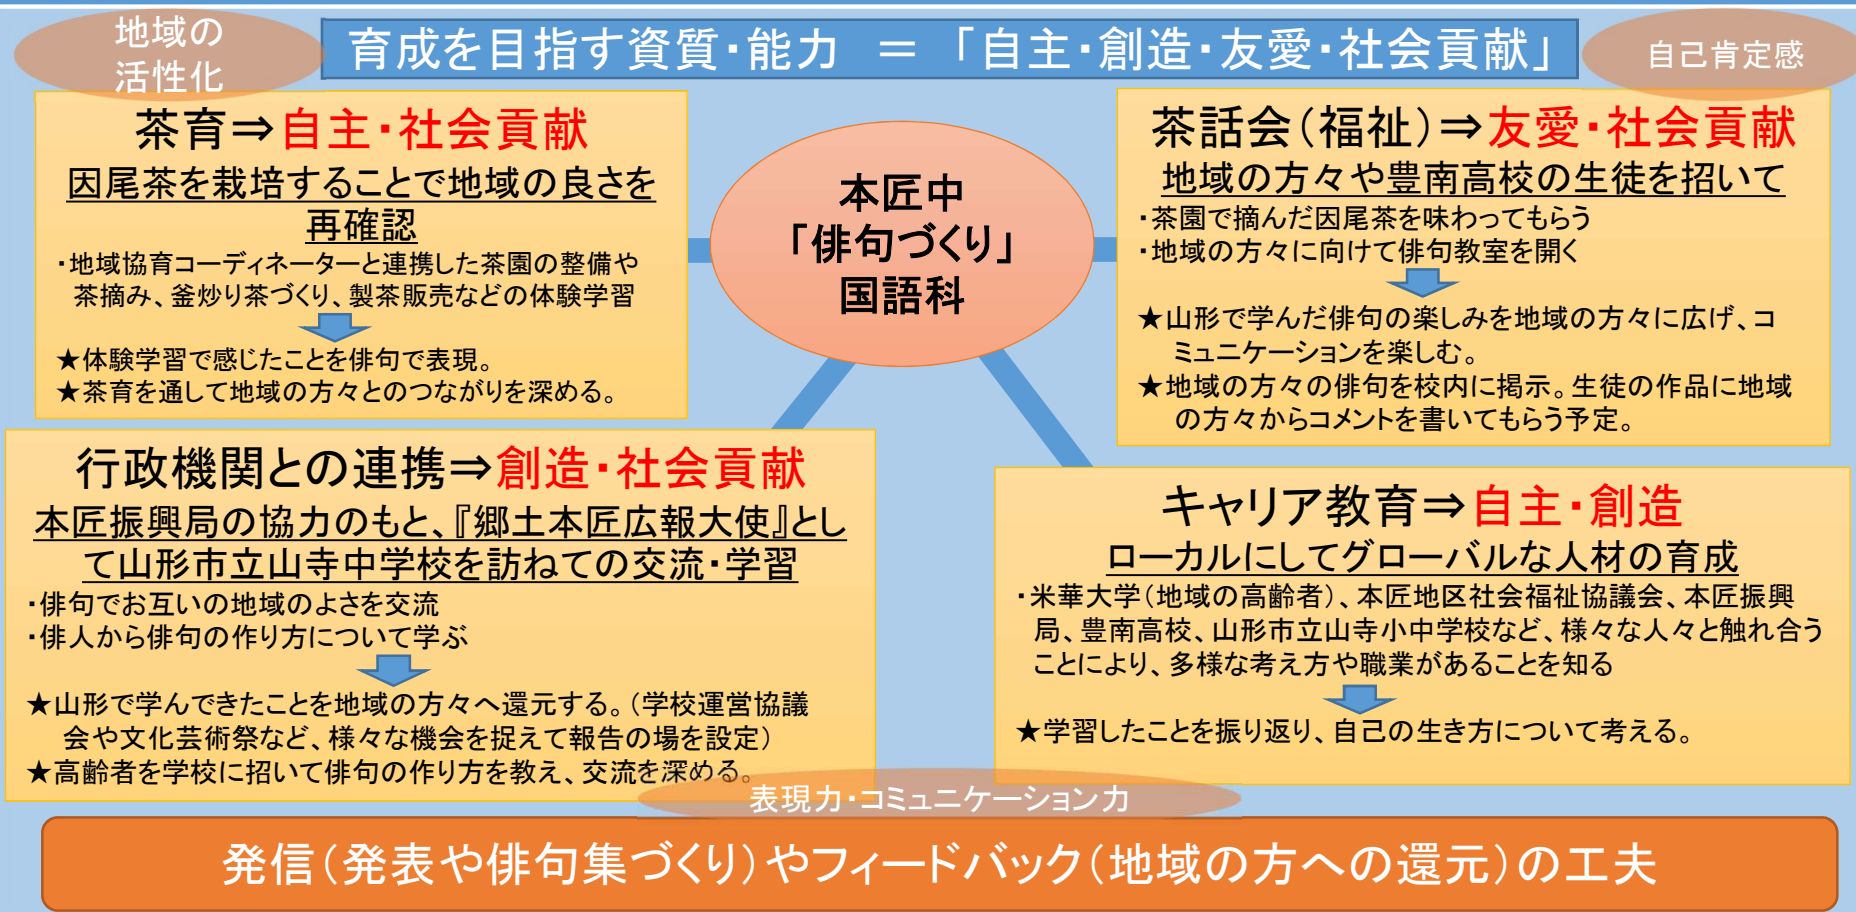 地域の
活性化
育成を目指す資質・能力 = 「自主・創造・友愛・社会貢献」
自己肯定感
茶育⇒自主・社会貢献
因尾茶を栽培することで地域の良さを
再確認
・地域協育コーディネーターと連携した茶園の整備や
茶摘み、釜炒り茶づくり、製茶販売などの体験学習
★体験学習で感じたことを俳句で表現。
★茶育を通して地域の方々とのつながりを深める。
本匠中
「俳句づくり」
国語科
茶話会(福祉)⇒友愛・社会貢献
地域の方々や豊南高校の生徒を招いて
・茶園で摘んだ因尾茶を味わってもらう
・地域の方々に向けて俳句教室を開く
★山形で学んだ俳句の楽しみを地域の方々に広げ、コ
ミュニケーションを楽しむ。
★地域の方々の俳句を校内に掲示。生徒の作品に地域
の方々からコメントを書いてもらう予定。
行政機関との連携⇒創造・社会貢献
本匠振興局の協力のもと、『郷土本匠広報大使』とし
て山形市立山寺中学校を訪ねての交流・学習
・俳句でお互いの地域のよさを交流
・俳人から俳句の作り方について学ぶ
★山形で学んできたことを地域の方々へ還元する。(学校運営協議
会や文化芸術祭など、様々な機会を捉えて報告の場を設定)
★高齢者を学校に招いて俳句の作り方を教え、交流を深める。
キャリア教育⇒自主・創造
ローカルにしてグローバルな人材の育成
・米華大学(地域の高齢者)、本匠地区社会福祉協議会、本匠振興
局、豊南高校、山形市立山寺小中学校など、様々な人々と触れ合う
ことにより、多様な考え方や職業があることを知る
★学習したことを振り返り、自己の生き方について考える。
表現力・コミュニケーション力
発信(発表や俳句集づくり)やフィードバック(地域の方への還元)の工夫